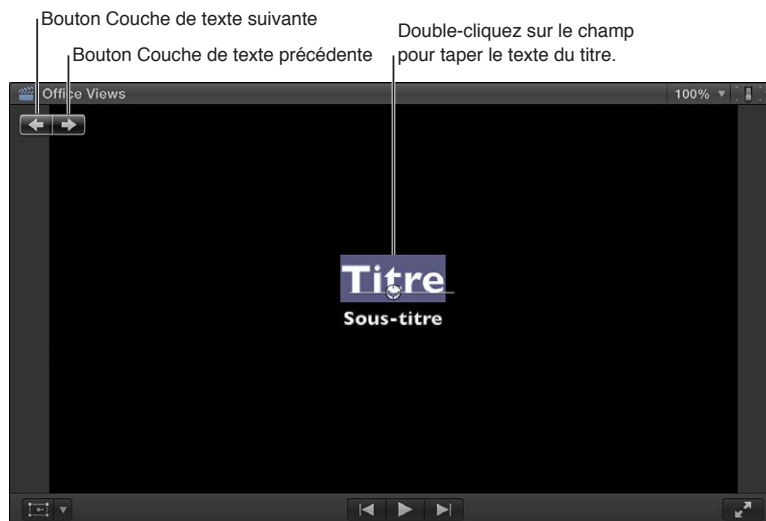 Bouton Couche de texte suivante
Bouton Couche de texte précédente
Double-cliquez sur le champ
pour taper le texte du titre.
Office Views
100%
Titre
Sous-titre